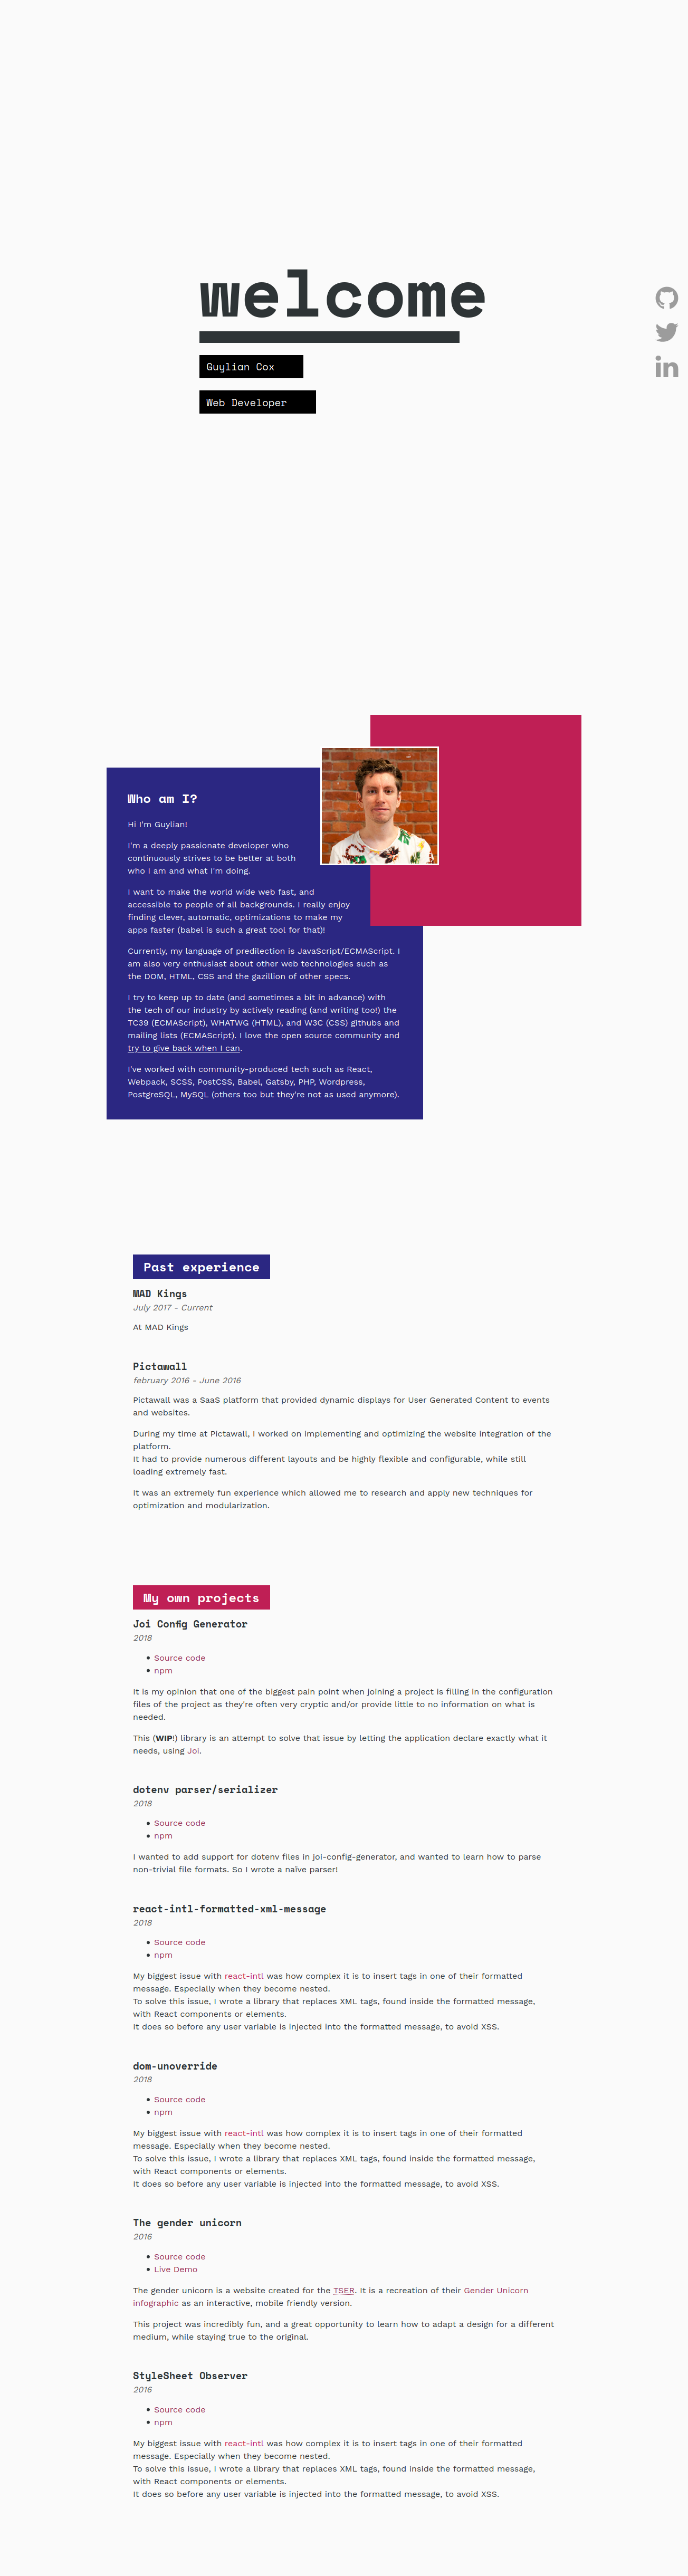 welcome
Guylian Cox
Web Developer
Who am I?
Hi I'm Guylian!
I'm a deeply passionate developer who
continuously strives to be better at both
who I am and what I'm doing.
I want to make the world wide web fast, and
accessible to people of all backgrounds. I really enjoy
finding clever, automatic, optimizations to make my
apps faster (babel is such a great tool for that)!
Currently, my language of predilection is JavaScript/ECMAScript. I
am also very enthusiast about other web technologies such as
the DOM, HTML, CSS and the gazillion of other specs.
I try to keep up to date (and sometimes a bit in advance) with
the tech of our industry by actively reading (and writing too!) the
TC39 (ECMAScript), WHATWG (HTML), and W3C (CSS) githubs and
mailing lists (ECMAScript). I love the open source community and
try to give back when I can.
I've worked with community-produced tech such as React,
Webpack, SCSS, PostCSS, Babel, Gatsby, PHP, Wordpress,
PostgreSQL, MySQL (others too but they're not as used anymore).
Past experience
MAD Kings
July 2017 - Current
At MAD Kings
Pictawall
february 2016 - June 2016
Pictawall was a SaaS platform that provided dynamic displays for User Generated Content to events
and websites.
During my time at Pictawall, I worked on implementing and optimizing the website integration of the
platform.
It had to provide numerous different layouts and be highly flexible and configurable, while still
loading extremely fast.
It was an extremely fun experience which allowed me to research and apply new techniques for
optimization and modularization.
My own projects
Joi Config Generator
2018
Source code
npm
It is my opinion that one of the biggest pain point when joining a project is filling in the configuration
files of the project as they're often very cryptic and/or provide little to no information on what is
needed.
This (WIP!) library is an attempt to solve that issue by letting the application declare exactly what it
needs, using Joi.
dotenv parser/serializer
2018
Source code
npm
I wanted to add support for dotenv files in joi-config-generator, and wanted to learn how to parse
non-trivial file formats. So I wrote a naïve parser!
react-intl-formatted-xml-message
2018
Source code
npm
My biggest issue with react-intl was how complex it is to insert tags in one of their formatted
message. Especially when they become nested.
To solve this issue, I wrote a library that replaces XML tags, found inside the formatted message,
with React components or elements.
It does so before any user variable is injected into the formatted message, to avoid XSS.
dom-unoverride
2018
Source code
npm
My biggest issue with react-intl was how complex it is to insert tags in one of their formatted
message. Especially when they become nested.
To solve this issue, I wrote a library that replaces XML tags, found inside the formatted message,
with React components or elements.
It does so before any user variable is injected into the formatted message, to avoid XSS.
The gender unicorn
2016
Source code
Live Demo
The gender unicorn is a website created for the TSER. It is a recreation of their Gender Unicorn
infographic as an interactive, mobile friendly version.
This project was incredibly fun, and a great opportunity to learn how to adapt a design for a different
medium, while staying true to the original.
StyleSheet Observer
2016
Source code
npm
My biggest issue with react-intl was how complex it is to insert tags in one of their formatted
message. Especially when they become nested.
To solve this issue, I wrote a library that replaces XML tags, found inside the formatted message,
with React components or elements.
It does so before any user variable is injected into the formatted message, to avoid XSS.